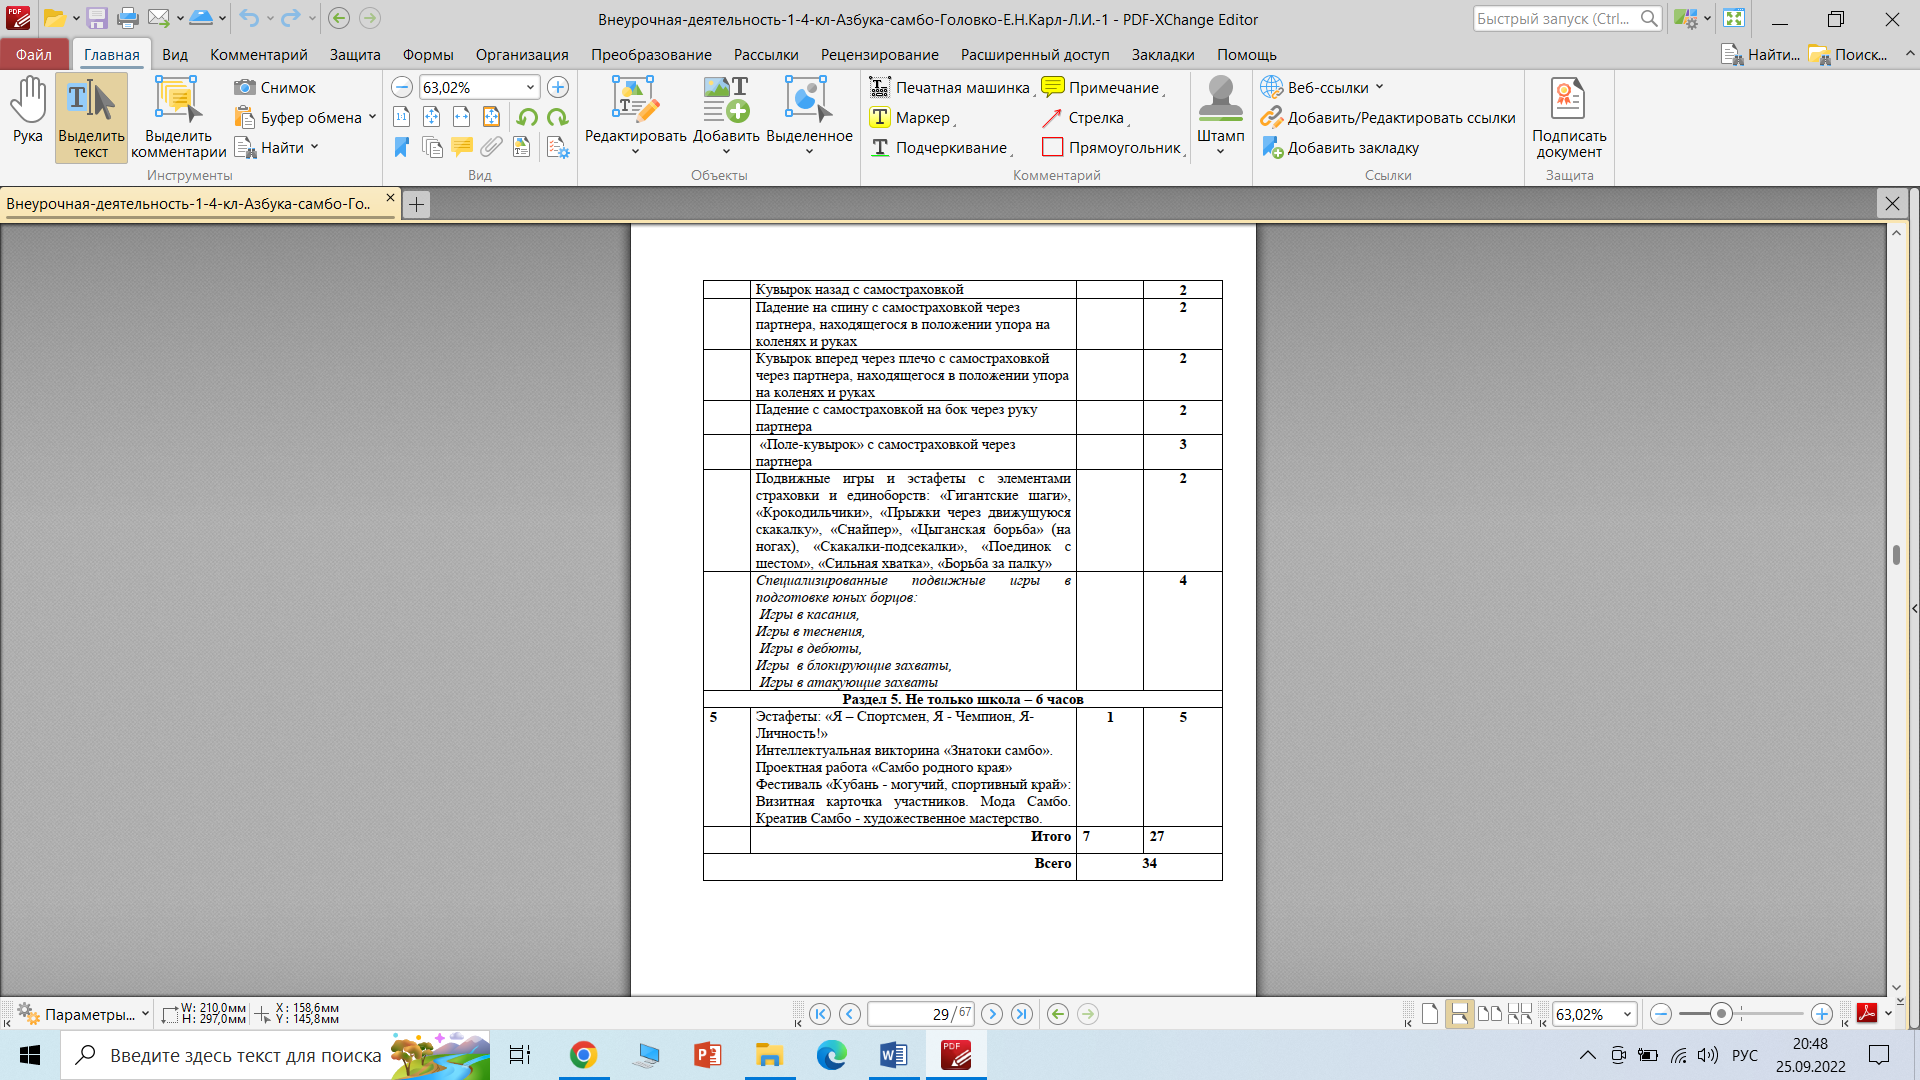 Внеурочная-деятельность-1-4-кл-Азбука-самбо-Головко-Е.Н.Карл-Л.И.-1 - PDF-XChange Editor
Быстрый запуск (Ctrl...
Файл Главная Вид Комментарий Защита Формы Организация Преобразование Рассылки Рецензирование Расширенный доступ Закладки Помощь Найти... Поиск...
Рука
Выделить текст
Выделить комментарии
Снимок
Буфер обмена
Найти
Инструменты
63,02%
Вид
Редактировать
Добавить
Выделенное
Объекты
Печатная машинка
Маркер
Подчеркивание
Примечание
Стрелка
Прямоугольник
Штамп
Комментарий
Веб-ссылки
Добавить/Редактировать ссылки
Добавить закладку
Ссылки
Подписать документ
Защита
Внеурочная-деятельность-1-4-кл-Азбука-самбо-Го..
Кувырок назад с самостраховкой 2
Падение на спину с самостраховкой через 2
партнера, находящегося в положении упора на
коленях и руках
Кувырок вперед через плечо с самостраховкой 2
через партнера, находящегося в положении упора
на коленях и руках
Падение с самостраховкой на бок через руку 2
партнера
«Поле-кувырок» с самостраховкой через 3
партнера
Подвижные игры и эстафеты с элементами 2
страховки и единоборств: «Гигантские шаги»,
«Крокодильчики», «Прыжки через движущуюся
скакалку», «Снайпер», «Цыганская борьба» (на
ногах), «Скакалки-подсекалки», «Поединок с
шестом», «Сильная хватка», «Борьба за палку»
Специализированные подвижные игры в 4
подготовке юных борцов:
Игры в касания,
Игры в теснения,
Игры в дебюты,
Игры в блокирующие захваты,
Игры в атакующие захваты
Раздел 5. Не только школа – 6 часов
5 Эстафеты: «Я – Спортсмен, Я - Чемпион, Я- 1 5
Личность!»
Интеллектуальная викторина «Знатоки самбо».
Проектная работа «Самбо родного края»
Фестиваль «Кубань - могучий, спортивный край»:
Визитная карточка участников. Мода Самбо.
Креатив Самбо - художественное мастерство.
Итого 7 27
Всего 34
Параметры...
W: 210,0мм
H: 297,0мм
X: 158,6мм
Y: 145,8мм
29/67
63,02%
Введите здесь текст для поиска
РУС
20:48
25.09.2022